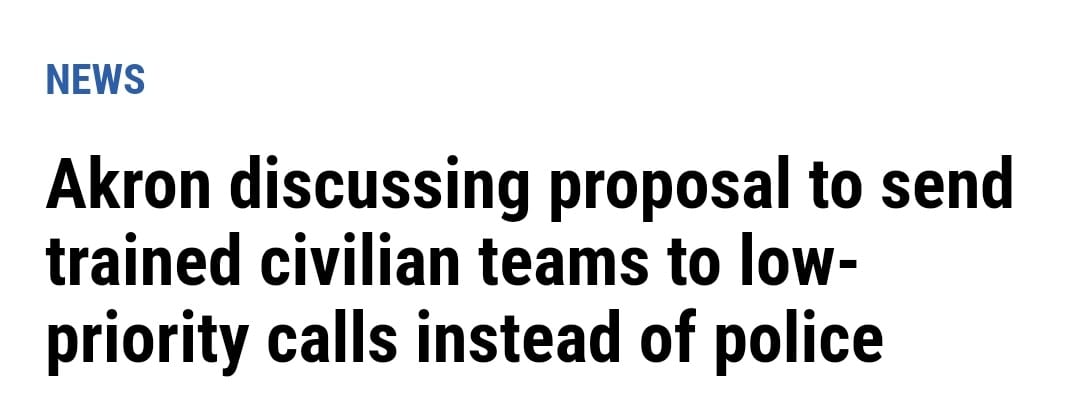 NEWS
Akron discussing proposal to send
trained civilian teams to low-
priority calls instead of police